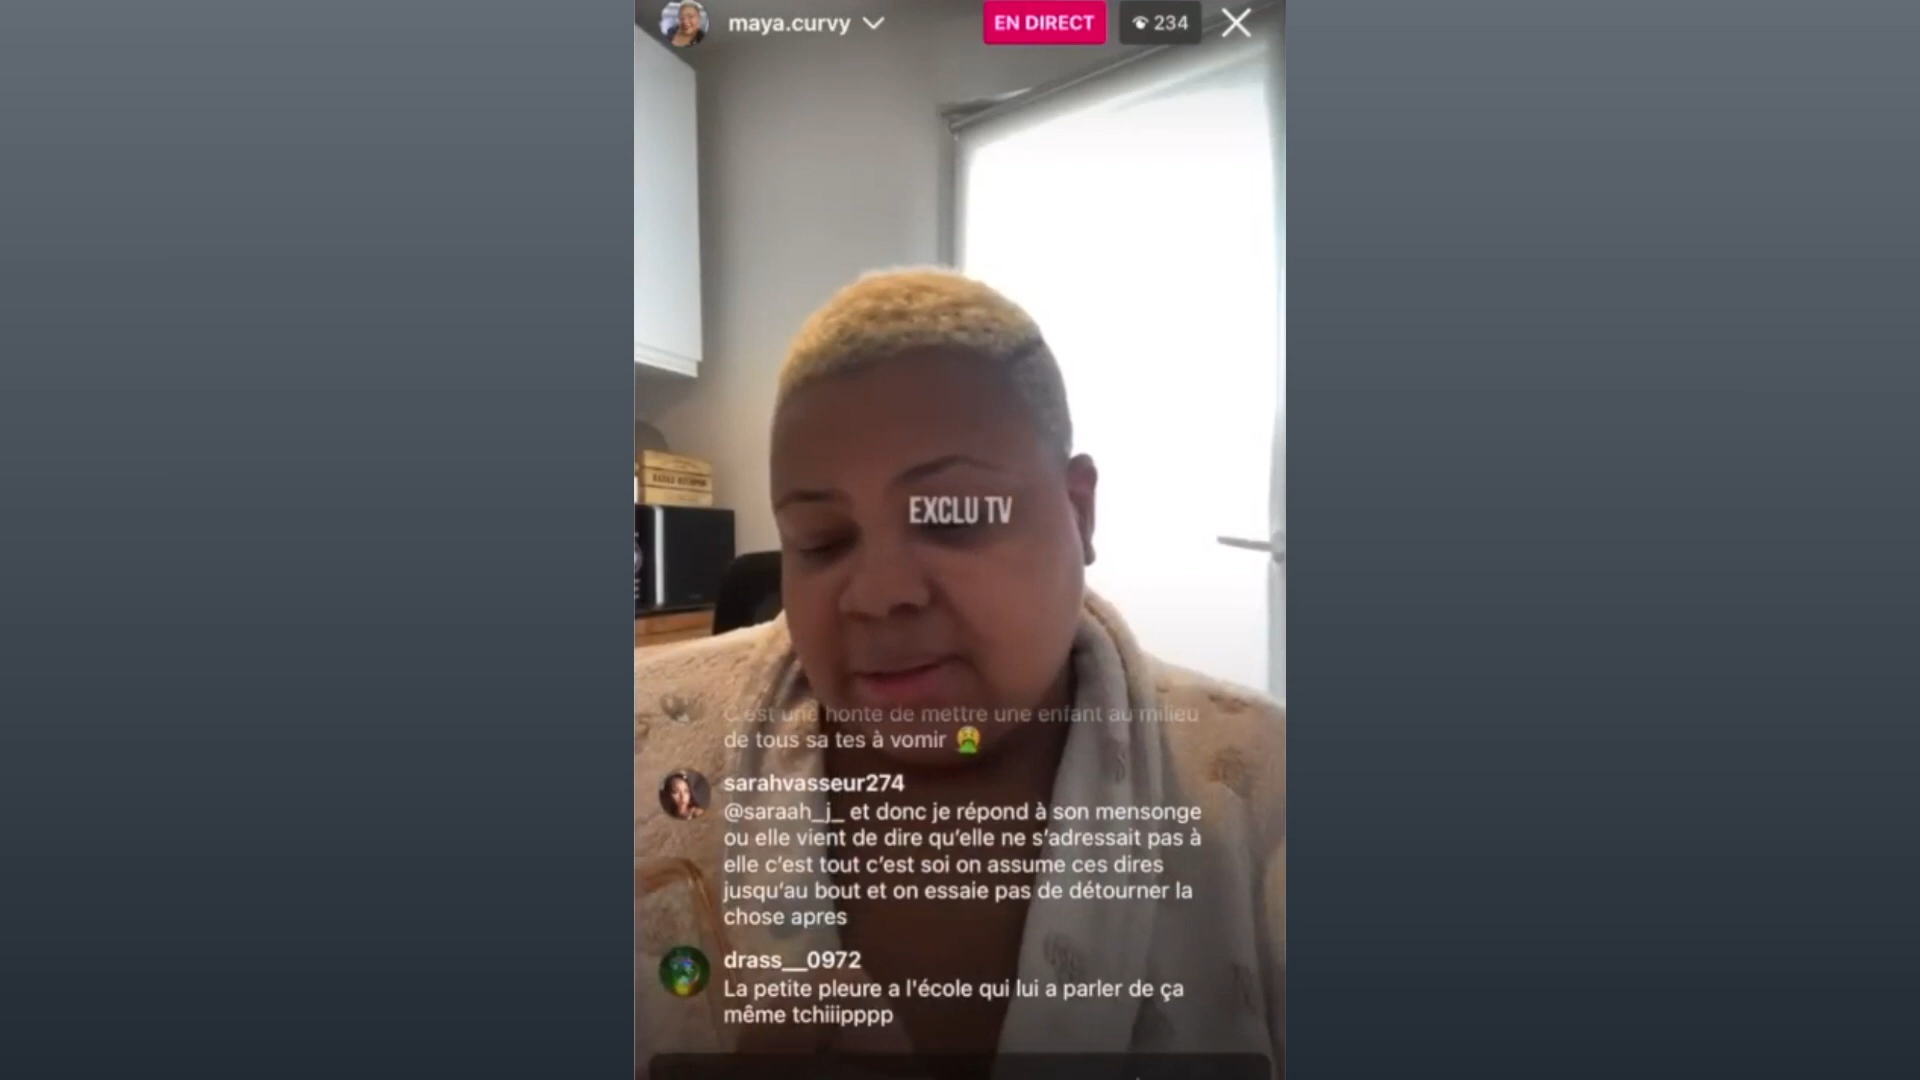 maya.curvy
EN DIRECT
234
EXCLU TV
C'est une honte de mettre une enfant au milieu
de tous sa tes à vomir 🤮
sarahvasseur274
@saraah_j_ et donc je répond à son mensonge
ou elle vient de dire qu'elle ne s'adressait pas à
elle c'est tout c'est soi on assume ces dires
jusqu'au bout et on essaie pas de détourner la
chose apres
drass__0972
La petite pleure a l'école qui lui a parler de ça
même tchiiipppp